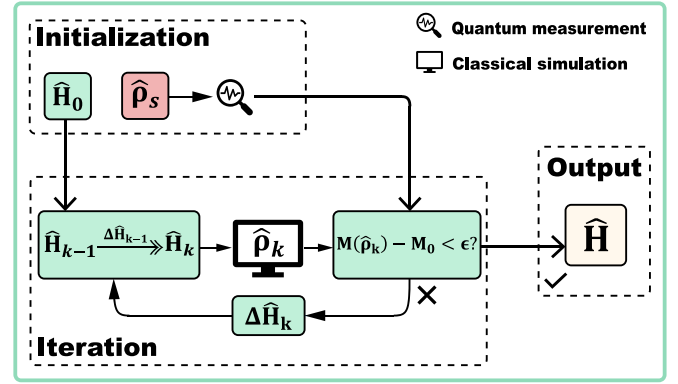 Initialization
Quantum measurement
Classical simulation
Ĥ₀
ρ̂ₛ
Output
Ĥₖ₋₁ ΔĤₖ₋₁ Ĥₖ
ρ̂ₖ
M(ρ̂ₖ) − M₀ < ϵ?
Ĥ
ΔĤₖ
Iteration